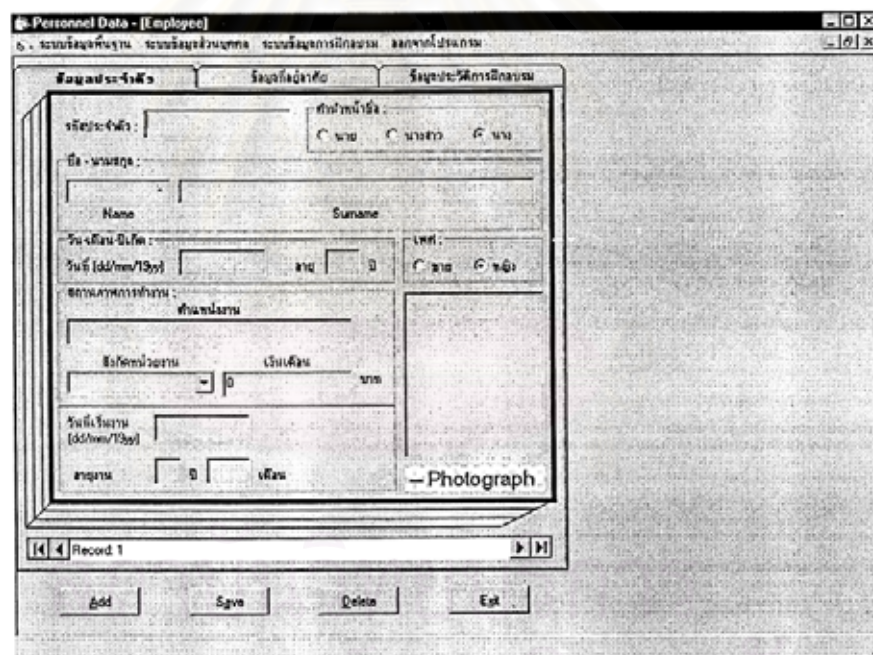 Personnel Data - [Employee]
ระบบข้อมูลพื้นฐาน ระบบข้อมูลส่วนบุคคล ระบบข้อมูลการฝึกอบรม ออกจากโปรแกรม
ข้อมูลประจำตัว ข้อมูลที่อยู่อาศัย ข้อมูลประวัติการฝึกอบรม
รหัสประจำตัว :
คำนำหน้าชื่อ :
นาย นางสาว นาง
ชื่อ - นามสกุล :
Name Surname
วัน-เดือน-ปีเกิด :
วันที่ (dd/mm/19yy) อายุ ปี
เพศ :
ชาย หญิง
สถานภาพการทำงาน :
ตำแหน่งงาน
สังกัดหน่วยงาน เงินเดือน
0 บาท
วันที่เริ่มงาน
(dd/mm/19yy)
อายุงาน ปี เดือน
Photograph
Record: 1
Add Save Delete Exit